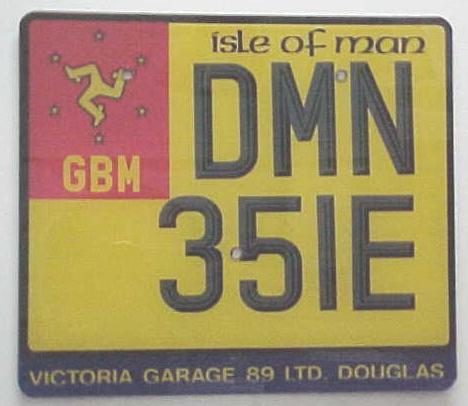 isle of man
GBM
DMN
351E
VICTORIA GARAGE 89 LTD. DOUGLAS